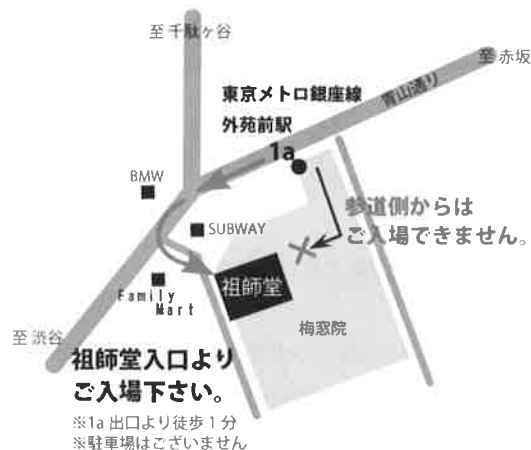 至 千駄ヶ谷
至 赤坂
青山通り
東京メトロ銀座線
外苑前駅
1a
BMW
参道側からは
ご入場できません。
SUBWAY
祖師堂
Family
Mart
梅窓院
至 渋谷
祖師堂入口より
ご入場下さい。
※1a 出口より徒歩 1 分
※駐車場はございません